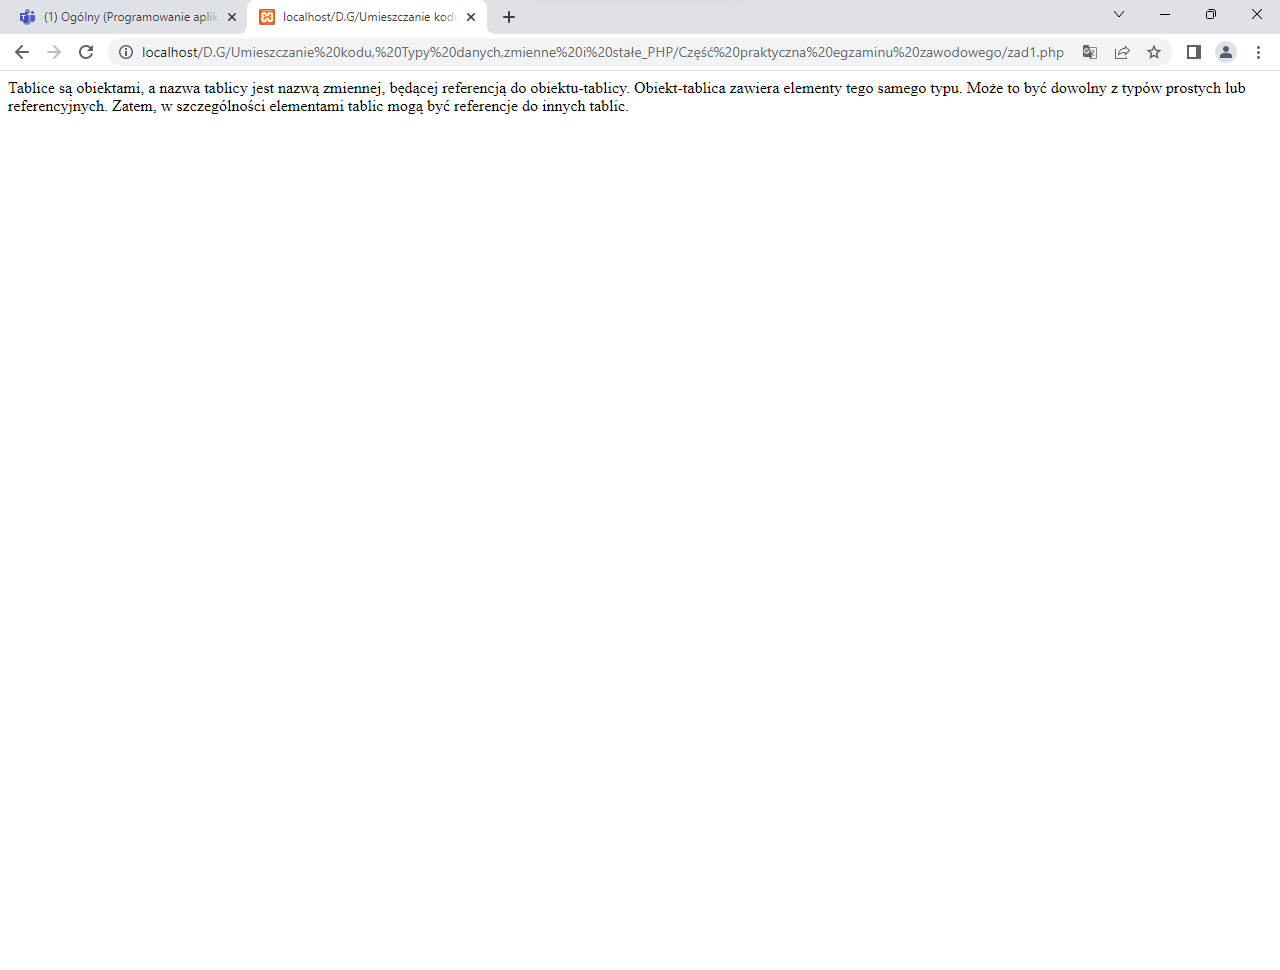 (1) Ogólny (Programowanie aplik
localhost/D.G/Umieszczanie kodu
localhost/D.G/Umieszczanie%20kodu,%20Typy%20danych,zmienne%20i%20stałe_PHP/Część%20praktyczna%20egzaminu%20zawodowego/zad1.php
Tablice są obiektami, a nazwa tablicy jest nazwą zmiennej, będącej referencją do obiektu-tablicy. Obiekt-tablica zawiera elementy tego samego typu. Może to być dowolny z typów prostych lub
referencyjnych. Zatem, w szczególności elementami tablic mogą być referencje do innych tablic.